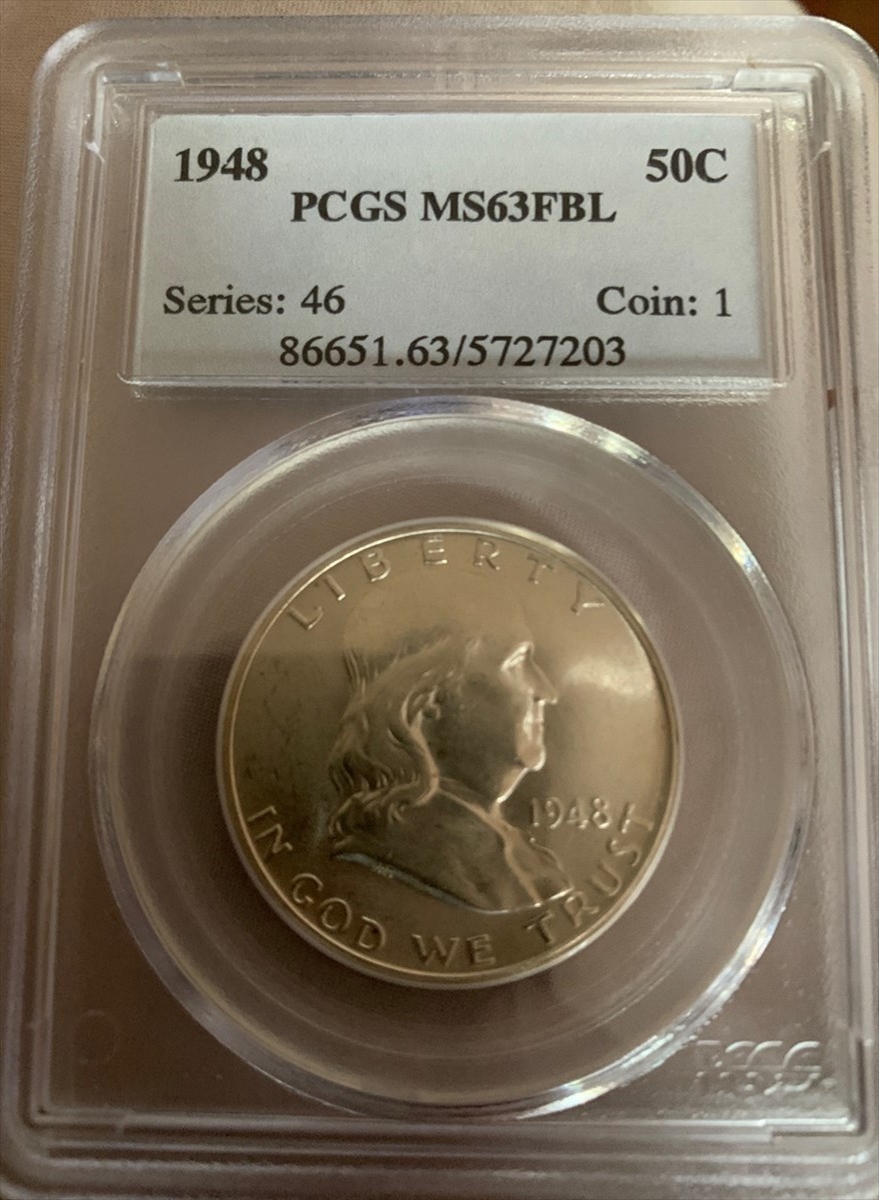 1948 50C
PCGS MS63FBL
Series: 46 Coin: 1
86651.63/5727203
LIBERTY
1948
IN GOD WE TRUST